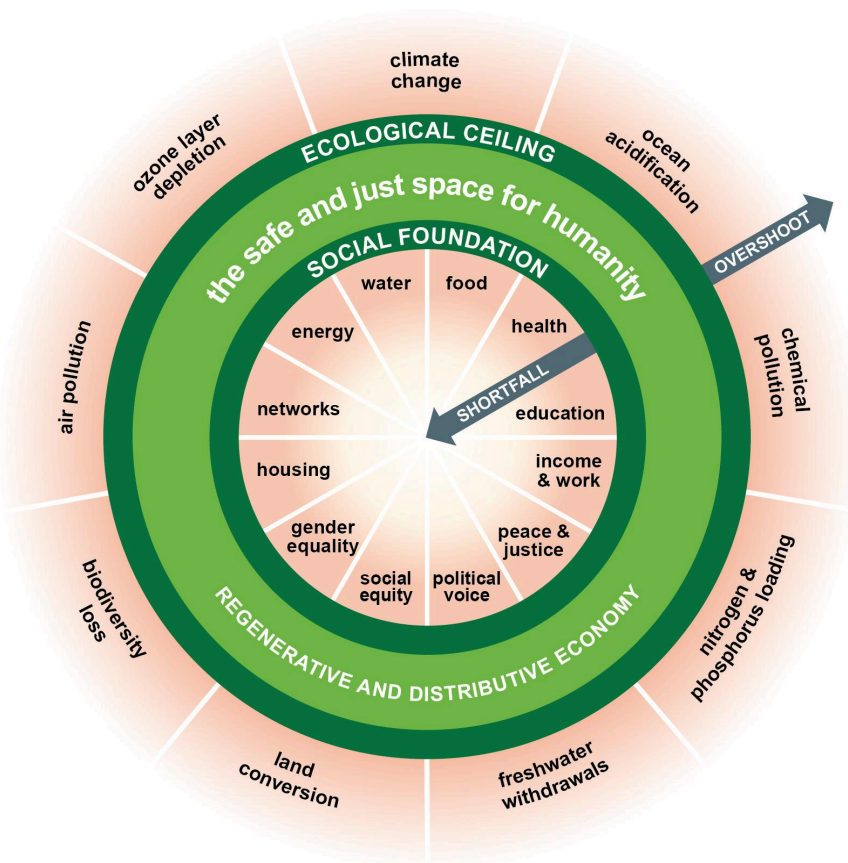 climate
change
ozone layer
depletion
ocean
acidification
ECOLOGICAL CEILING
the safe and just space for humanity
OVERSHOOT
SOCIAL FOUNDATION
water
food
energy
health
air pollution
chemical
pollution
SHORTFALL
networks
education
housing
income
& work
gender
equality
peace &
justice
social
equity
political
voice
biodiversity
loss
nitrogen &
phosphorus loading
REGENERATIVE AND DISTRIBUTIVE ECONOMY
land
conversion
freshwater
withdrawals